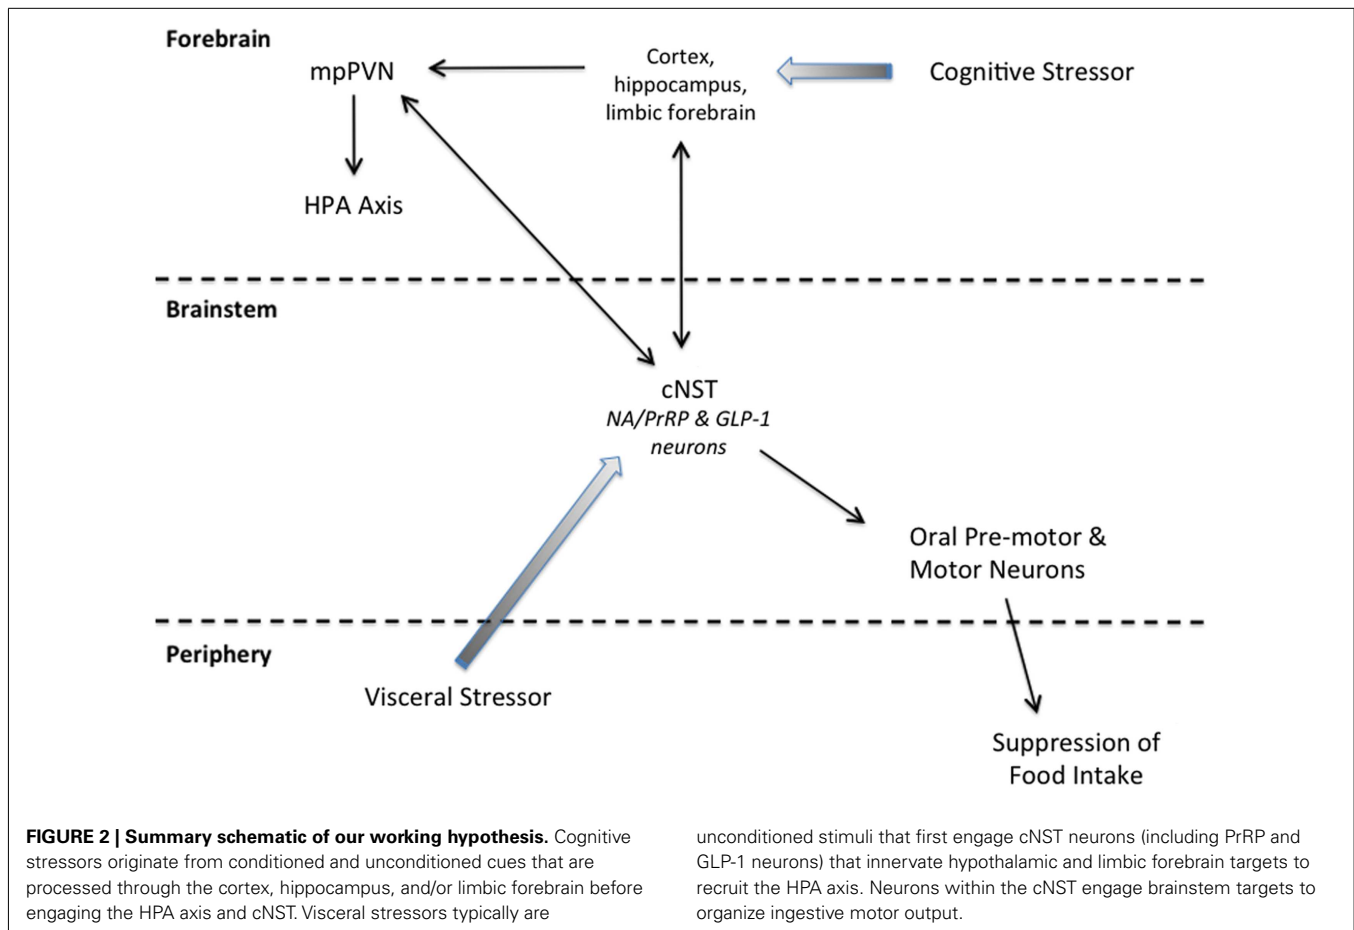 Forebrain
mpPVN
Cortex,
hippocampus,
limbic forebrain
Cognitive Stressor
HPA Axis
Brainstem
cNST
NA/PrRP & GLP-1
neurons
Oral Pre-motor &
Motor Neurons
Periphery
Visceral Stressor
Suppression of
Food Intake
FIGURE 2 | Summary schematic of our working hypothesis. Cognitive
stressors originate from conditioned and unconditioned cues that are
processed through the cortex, hippocampus, and/or limbic forebrain before
engaging the HPA axis and cNST. Visceral stressors typically are
unconditioned stimuli that first engage cNST neurons (including PrRP and
GLP-1 neurons) that innervate hypothalamic and limbic forebrain targets to
recruit the HPA axis. Neurons within the cNST engage brainstem targets to
organize ingestive motor output.